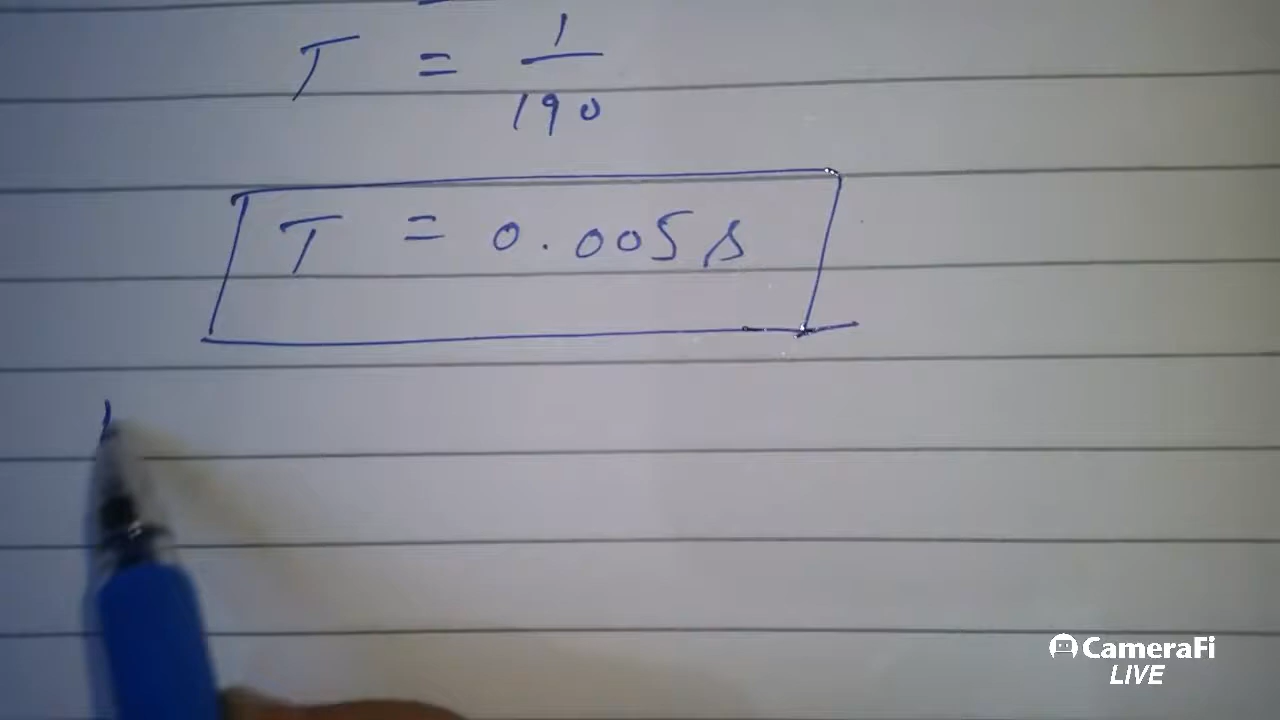 T = 1/190
T = 0.005 s
CameraFi
LIVE